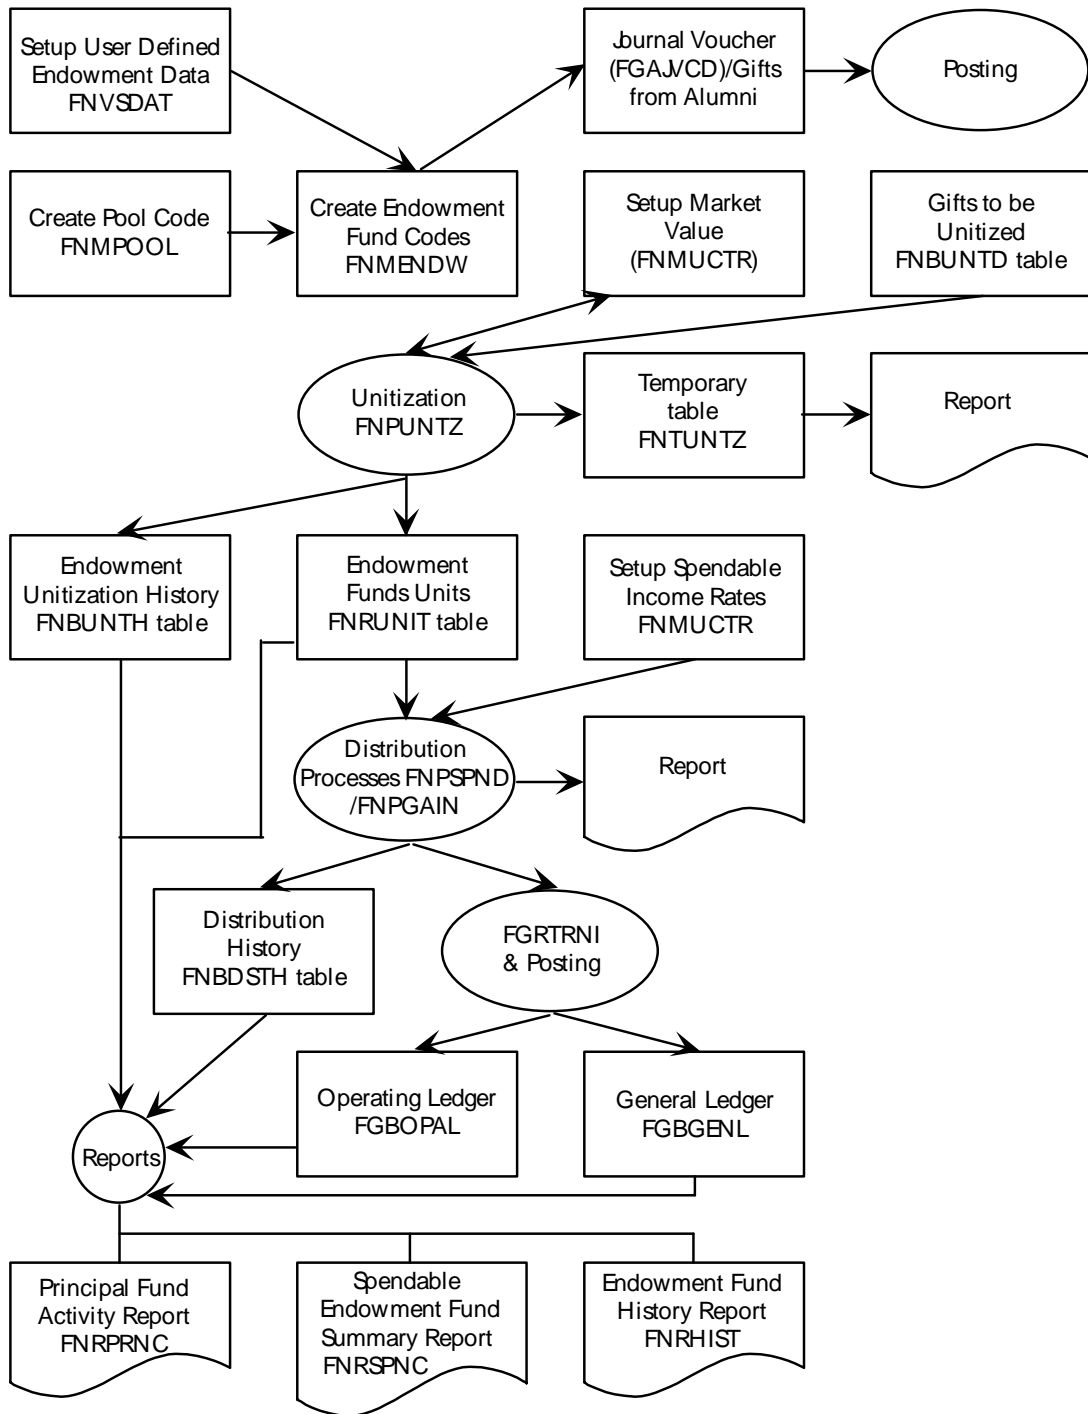 Setup User Defined
Endowment Data
FNVSDAT
Journal Voucher
(FGAJVCD)/Gifts
from Alumni
Posting
Create Pool Code
FNMPOOL
Create Endowment
Fund Codes
FNMENDW
Setup Market
Value
(FNMUCTR)
Gifts to be
Unitized
FNBUNTD table
Unitization
FNPUNTZ
Temporary
table
FNTUNTZ
Report
Endowment
Unitization History
FNBUNTH table
Endowment
Funds Units
FNRUNIT table
Setup Spendable
Income Rates
FNMUCTR
Distribution
Processes FNPSPND
/FNPGAIN
Report
Distribution
History
FNBDSTH table
FGRTRNI
& Posting
Operating Ledger
FGBOPAL
General Ledger
FGBGENL
Reports
Principal Fund
Activity Report
FNRPRNC
Spendable
Endowment Fund
Summary Report
FNRSPNC
Endowment Fund
History Report
FNRHIST